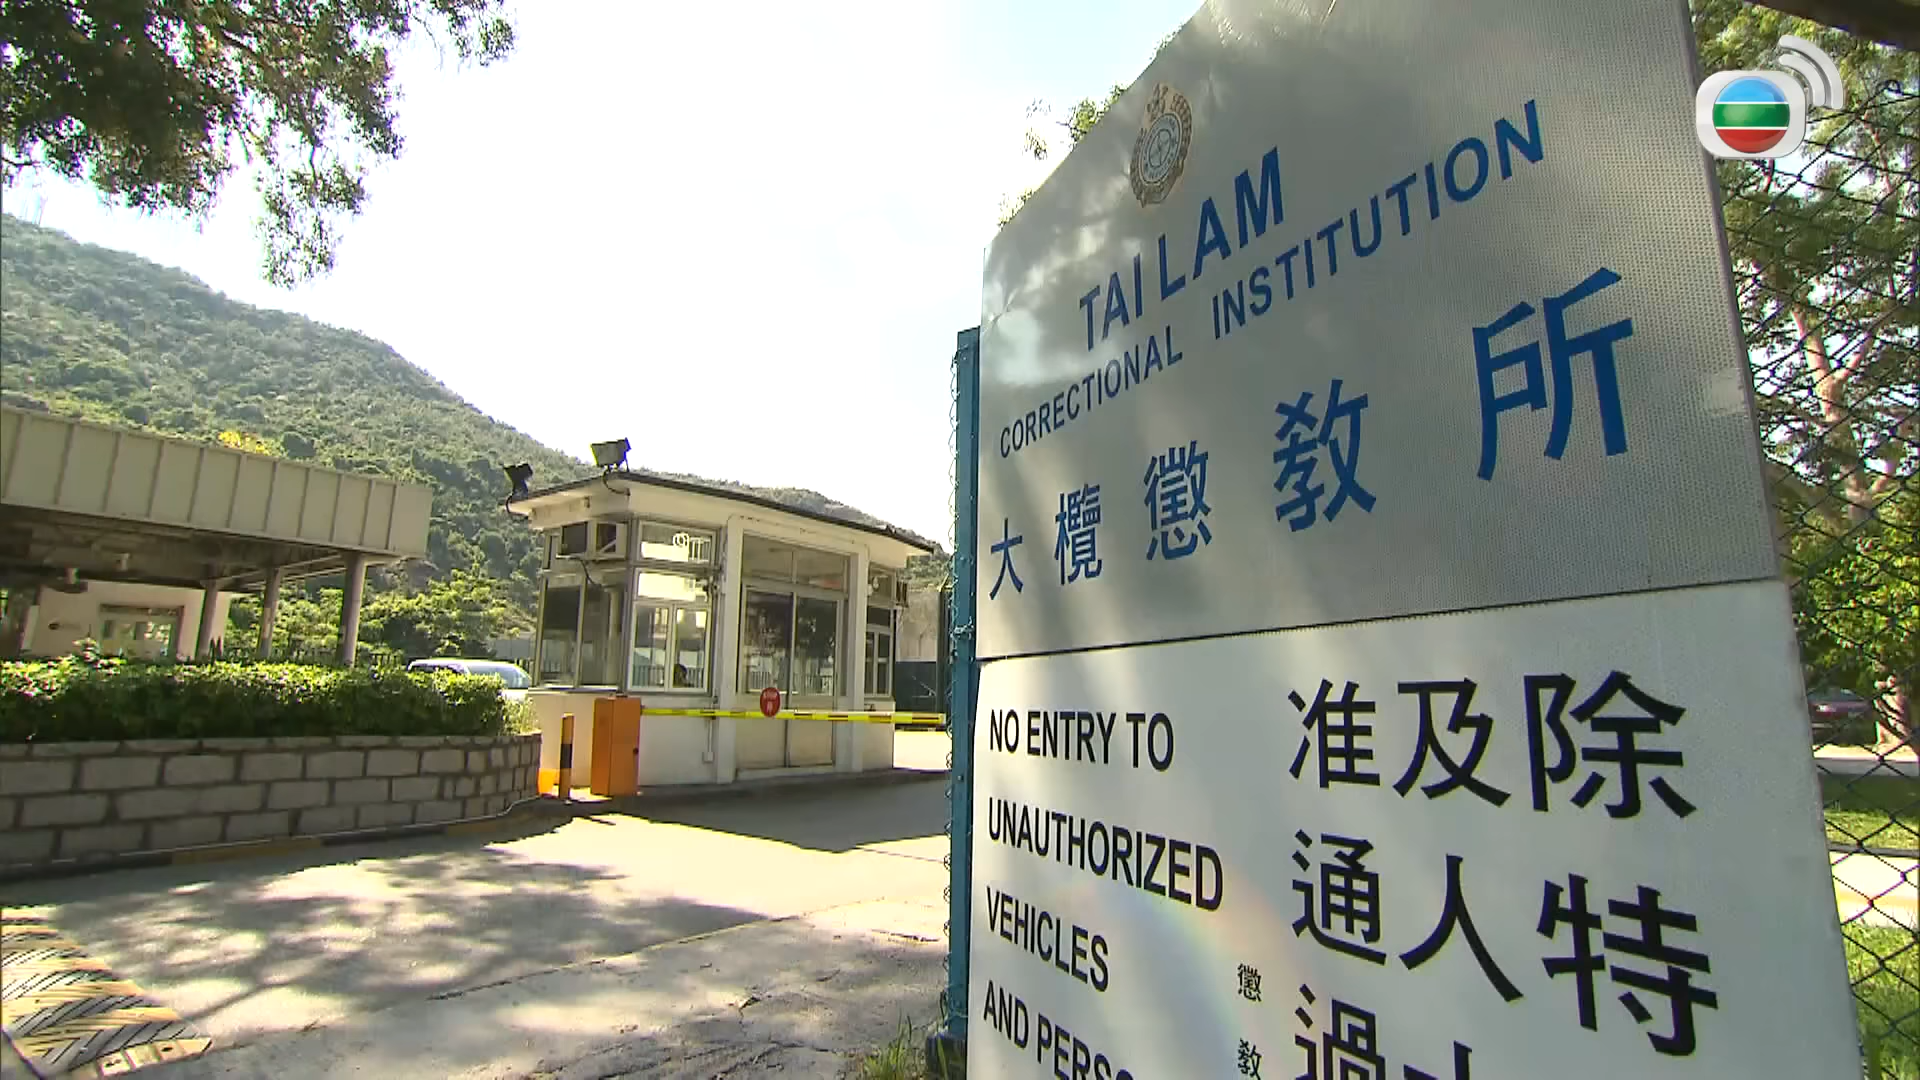 TAI LAM
CORRECTIONAL INSTITUTION
大欖懲教所
NO ENTRY TO
UNAUTHORIZED
VEHICLES
AND
除特
及人
准通過
懲教